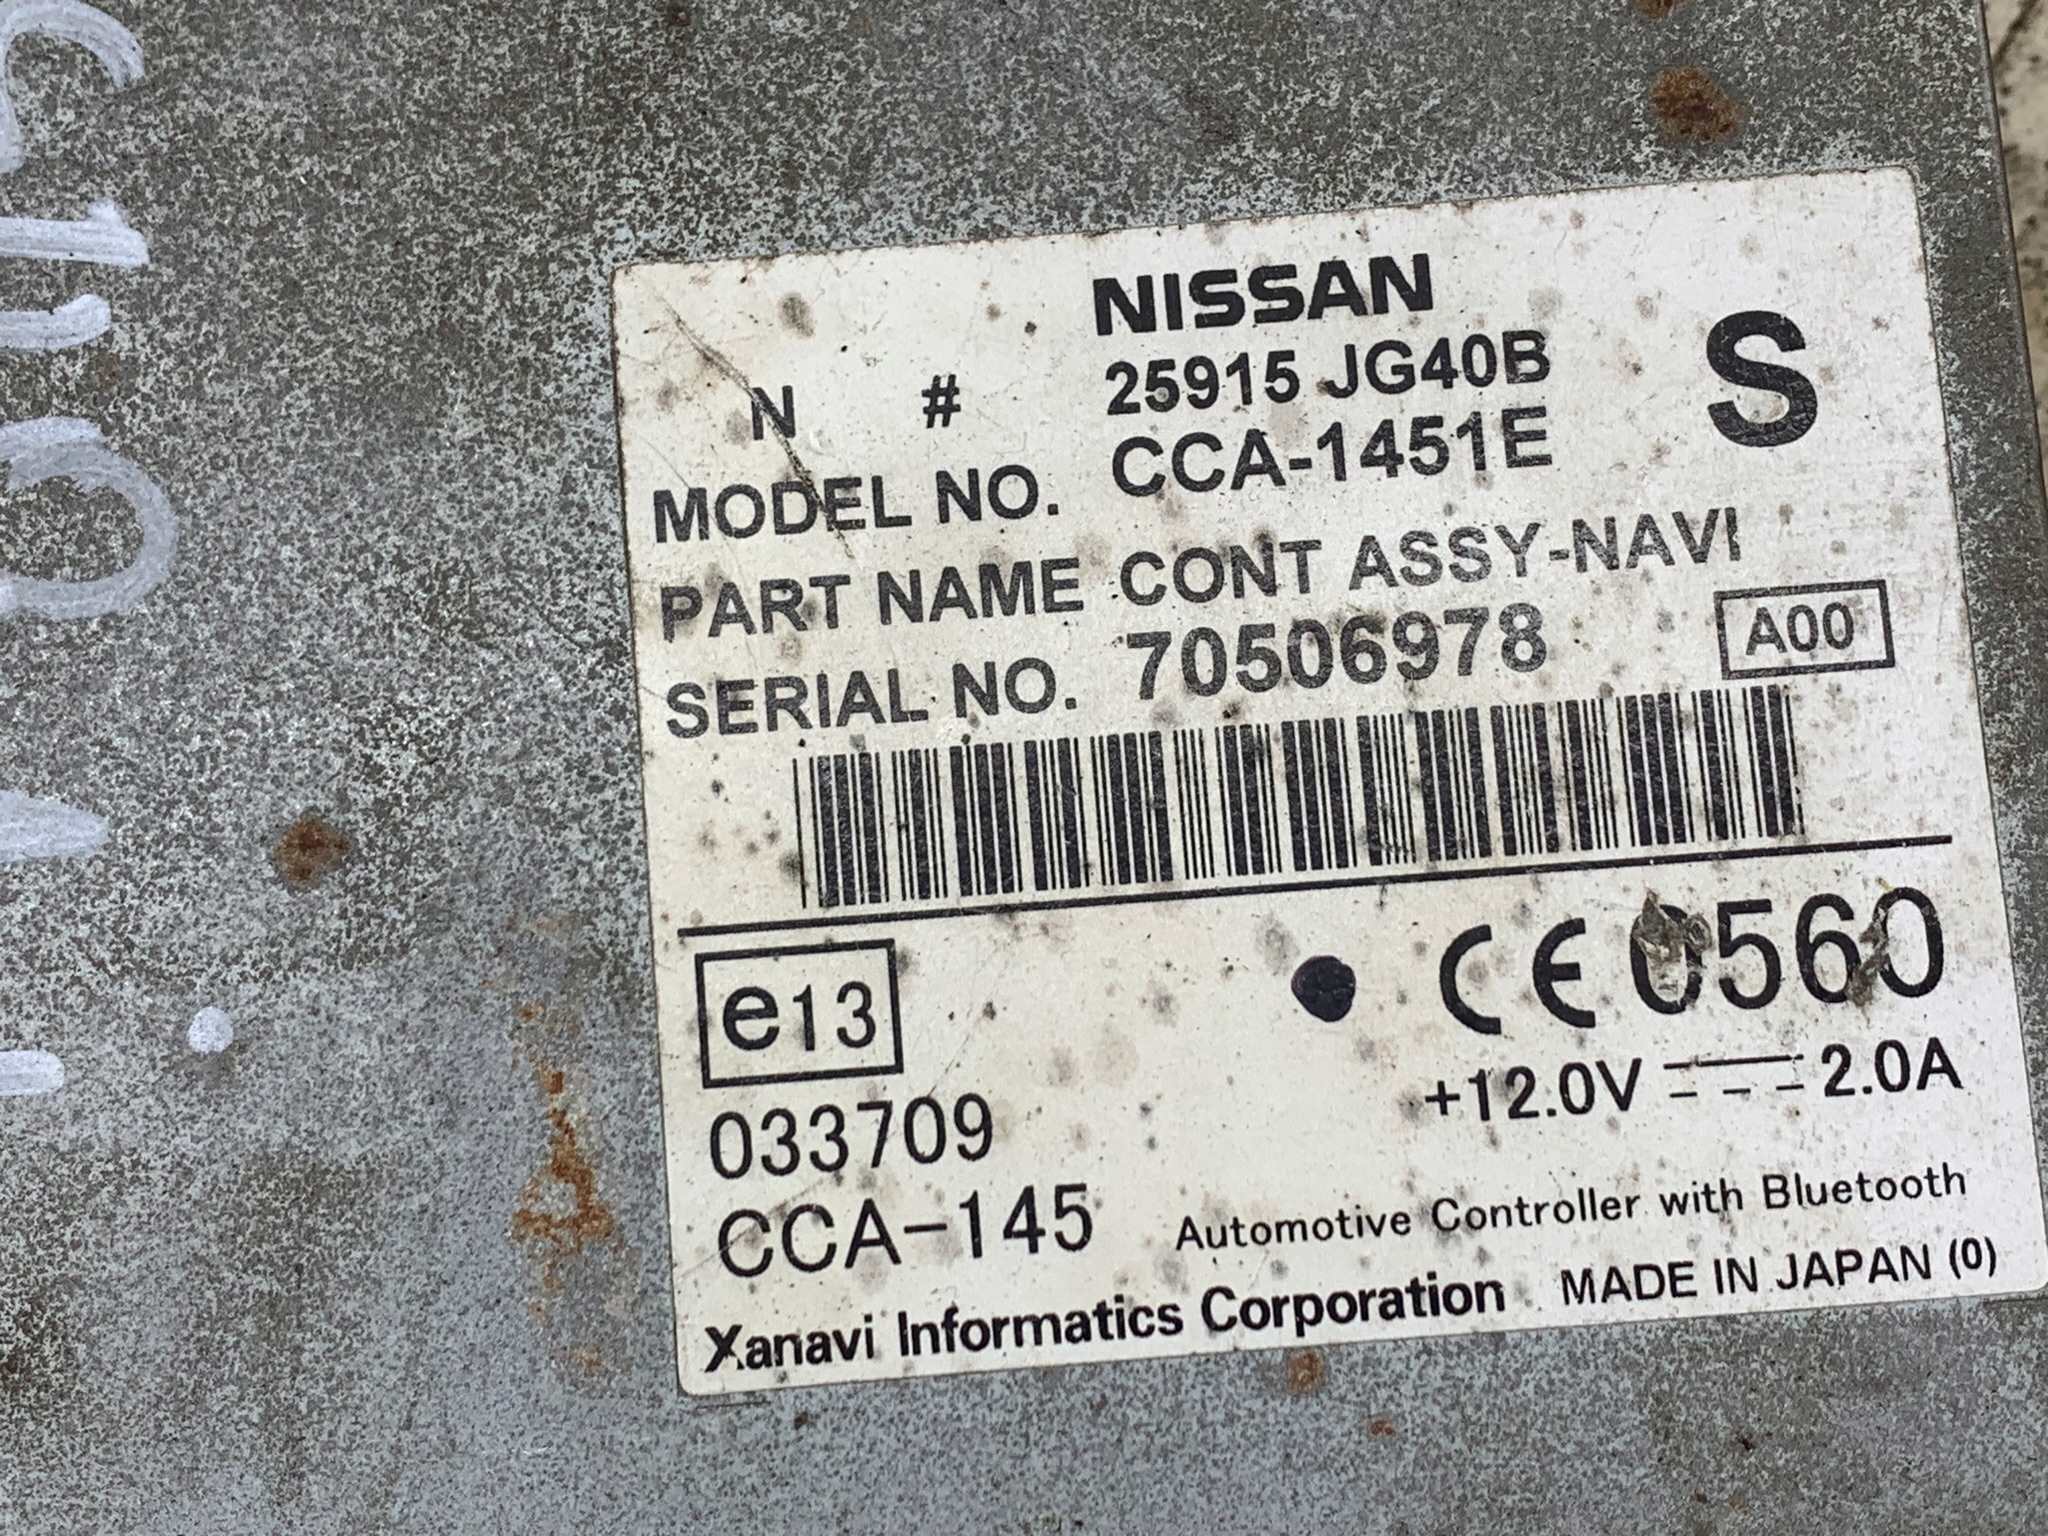 NISSAN
N # 25915 JG40B S
MODEL NO. CCA-1451E
PART NAME CONT ASSY-NAVI
SERIAL NO. 70506978 A00
e13 CE 0560
033709 +12.0V 2.0A
CCA-145 Automotive Controller with Bluetooth
Xanavi Informatics Corporation MADE IN JAPAN (0)